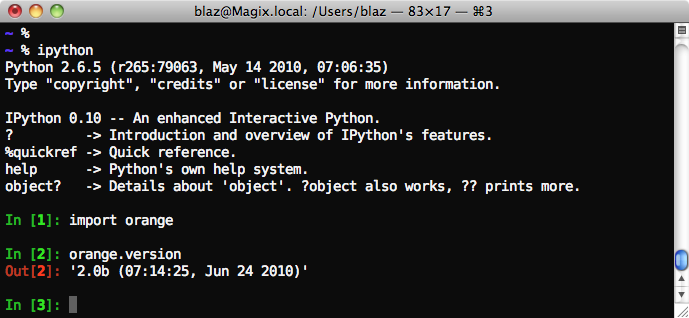 blaz@Magix.local: /Users/blaz — 83×17 — ⌘3
~ %
~ % ipython
Python 2.6.5 (r265:79063, May 14 2010, 07:06:35)
Type "copyright", "credits" or "license" for more information.
IPython 0.10 -- An enhanced Interactive Python.
?         -> Introduction and overview of IPython's features.
%quickref -> Quick reference.
help      -> Python's own help system.
object?   -> Details about 'object'. ?object also works, ?? prints more.
In [1]: import orange
In [2]: orange.version
Out[2]: '2.0b (07:14:25, Jun 24 2010)'
In [3]: